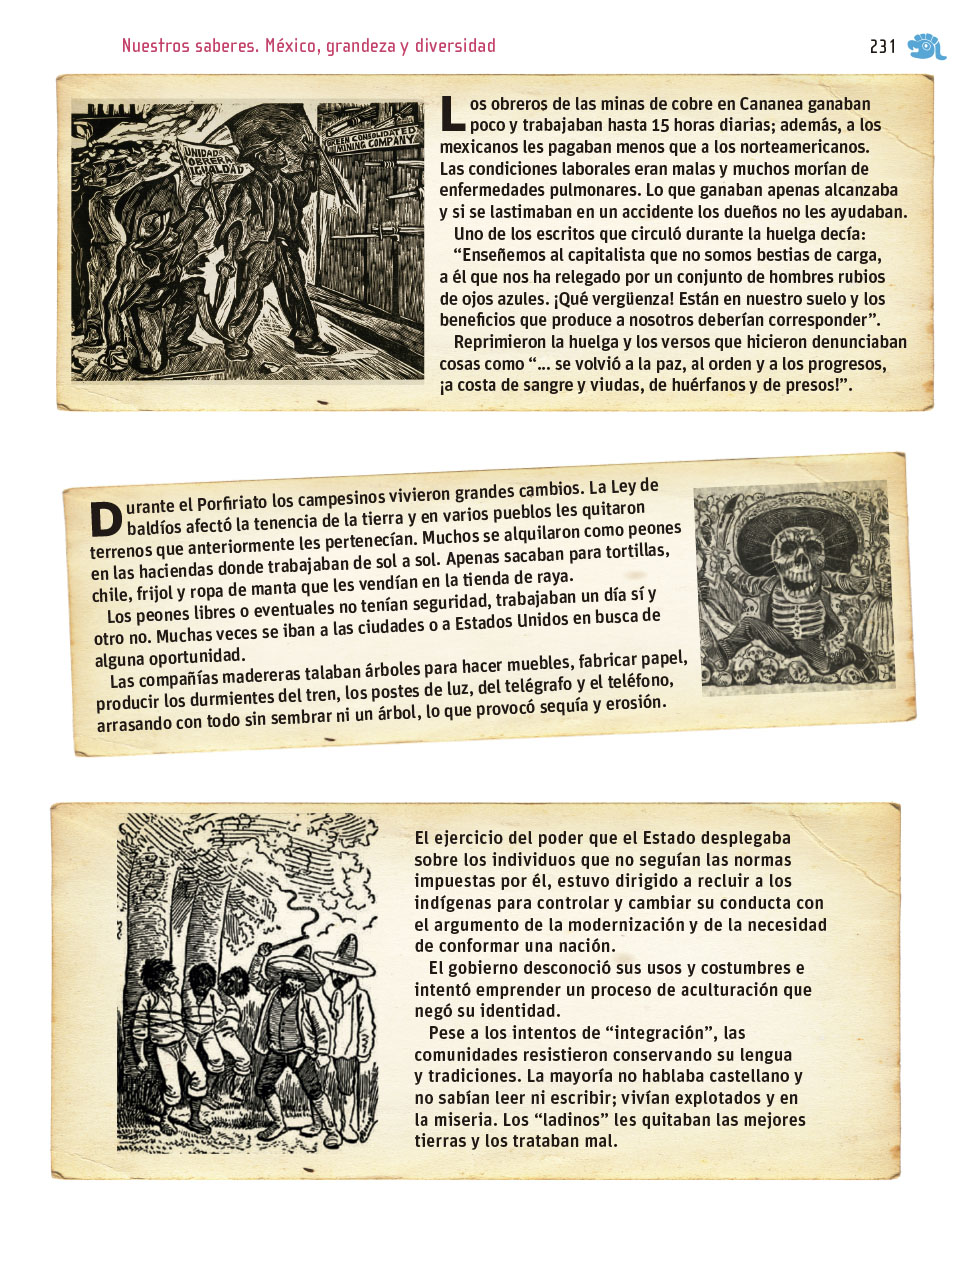 Nuestros saberes. México, grandeza y diversidad
231
UNIDAD
OBRERA
IGUALDAD
GREEN CONSOLIDATED
MINING COMPANY
Los obreros de las minas de cobre en Cananea ganaban
poco y trabajaban hasta 15 horas diarias; además, a los
mexicanos les pagaban menos que a los norteamericanos.
Las condiciones laborales eran malas y muchos morían de
enfermedades pulmonares. Lo que ganaban apenas alcanzaba
y si se lastimaban en un accidente los dueños no les ayudaban.
Uno de los escritos que circuló durante la huelga decía:
“Enseñemos al capitalista que no somos bestias de carga,
a él que nos ha relegado por un conjunto de hombres rubios
de ojos azules. ¡Qué vergüenza! Están en nuestro suelo y los
beneficios que produce a nosotros deberían corresponder”.
Reprimieron la huelga y los versos que hicieron denunciaban
cosas como “... se volvió a la paz, al orden y a los progresos,
¡a costa de sangre y viudas, de huérfanos y de presos!”.
Durante el Porfiriato los campesinos vivieron grandes cambios. La Ley de
baldíos afectó la tenencia de la tierra y en varios pueblos les quitaron
terrenos que anteriormente les pertenecían. Muchos se alquilaron como peones
en las haciendas donde trabajaban de sol a sol. Apenas sacaban para tortillas,
chile, frijol y ropa de manta que les vendían en la tienda de raya.
Los peones libres o eventuales no tenían seguridad, trabajaban un día sí y
otro no. Muchas veces se iban a las ciudades o a Estados Unidos en busca de
alguna oportunidad.
Las compañías madereras talaban árboles para hacer muebles, fabricar papel,
producir los durmientes del tren, los postes de luz, del telégrafo y el teléfono,
arrasando con todo sin sembrar ni un árbol, lo que provocó sequía y erosión.
El ejercicio del poder que el Estado desplegaba
sobre los individuos que no seguían las normas
impuestas por él, estuvo dirigido a recluir a los
indígenas para controlar y cambiar su conducta con
el argumento de la modernización y de la necesidad
de conformar una nación.
El gobierno desconoció sus usos y costumbres e
intentó emprender un proceso de aculturación que
negó su identidad.
Pese a los intentos de “integración”, las
comunidades resistieron conservando su lengua
y tradiciones. La mayoría no hablaba castellano y
no sabían leer ni escribir; vivían explotados y en
la miseria. Los “ladinos” les quitaban las mejores
tierras y los trataban mal.